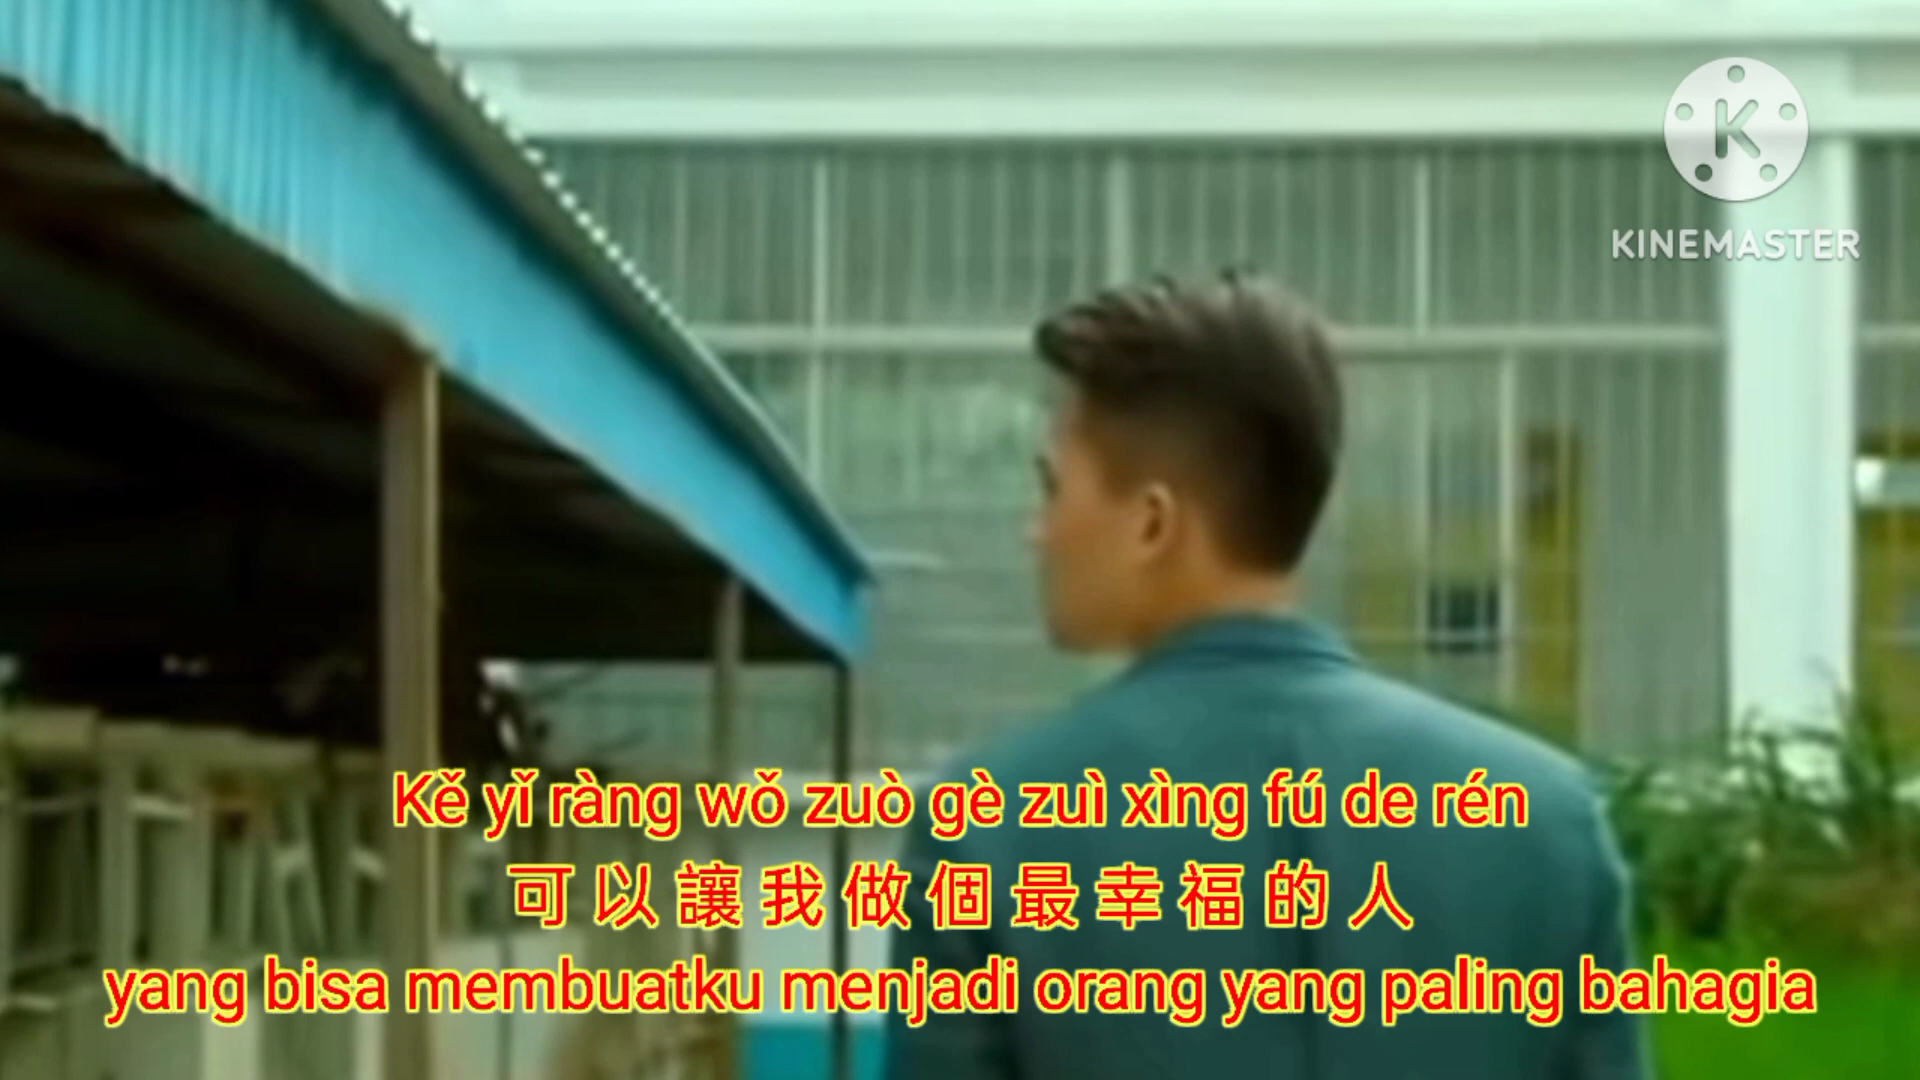 K
KINEMASTER
Kě yǐ ràng wǒ zuò gè zuì xìng fú de rén
可以讓我做個最幸福的人
yang bisa membuatku menjadi orang yang paling bahagia